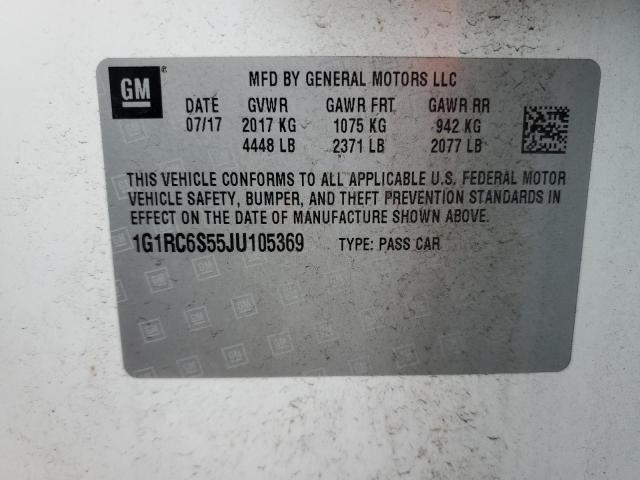 GM ®
MFD BY GENERAL MOTORS LLC
DATE GVWR GAWR FRT GAWR RR
07/17 2017 KG 1075 KG 942 KG
4448 LB 2371 LB 2077 LB
THIS VEHICLE CONFORMS TO ALL APPLICABLE U.S. FEDERAL MOTOR
VEHICLE SAFETY, BUMPER, AND THEFT PREVENTION STANDARDS IN
EFFECT ON THE DATE OF MANUFACTURE SHOWN ABOVE.
1G1RC6S55JU105369 TYPE: PASS CAR